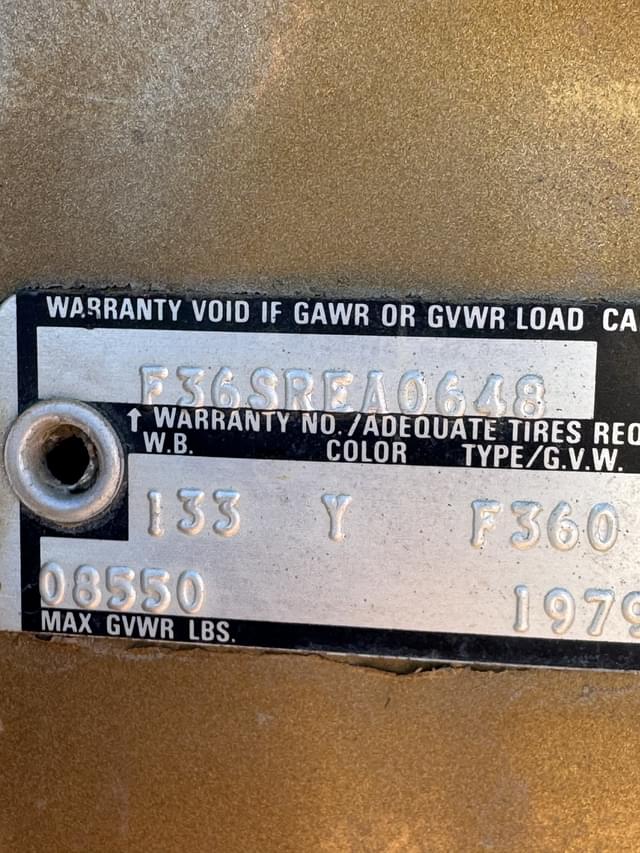 WARRANTY VOID IF GAWR OR GVWR LOAD CA
F36SREA0648
↑ WARRANTY NO./ADEQUATE TIRES REQ
W.B. COLOR TYPE/G.V.W.
133 Y F360
08550 1979
MAX GVWR LBS.